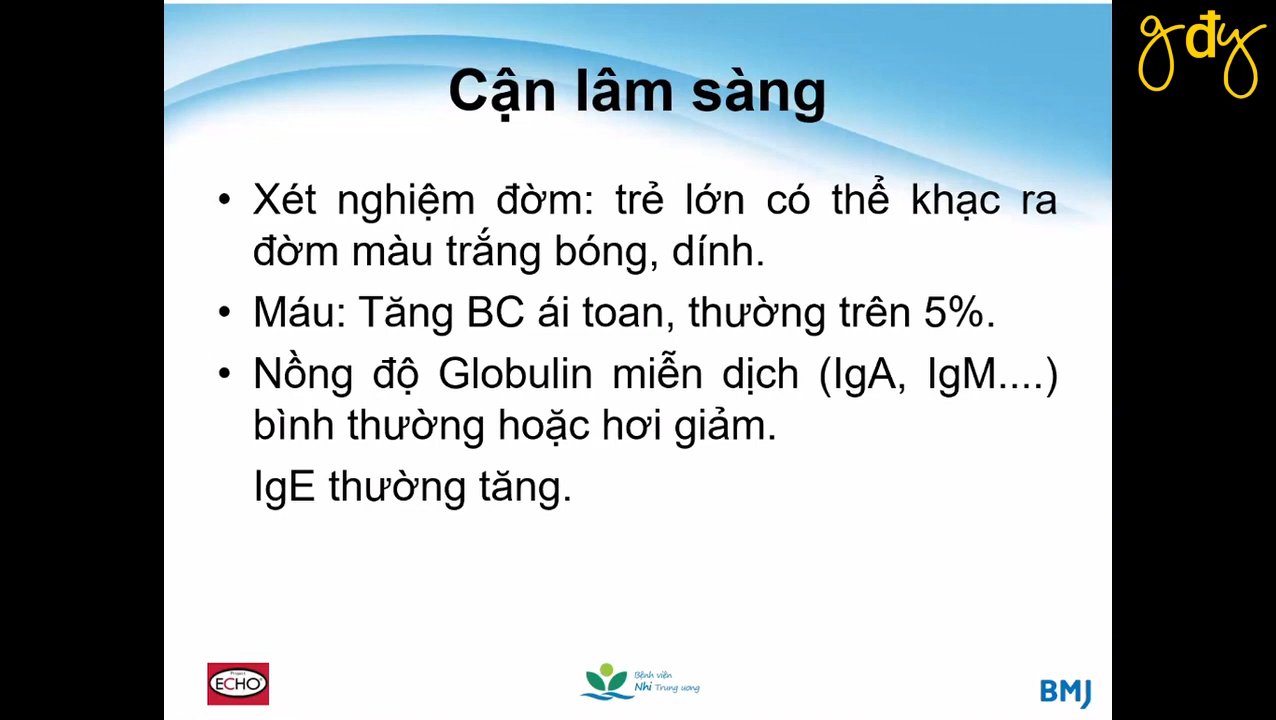 gđy
Cận lâm sàng
• Xét nghiệm đờm: trẻ lớn có thể khạc ra
đờm màu trắng bóng, dính.
• Máu: Tăng BC ái toan, thường trên 5%.
• Nồng độ Globulin miễn dịch (IgA, IgM....)
bình thường hoặc hơi giảm.
IgE thường tăng.
Project
ECHO
Bệnh viện
Nhi Trung ương
BMJ